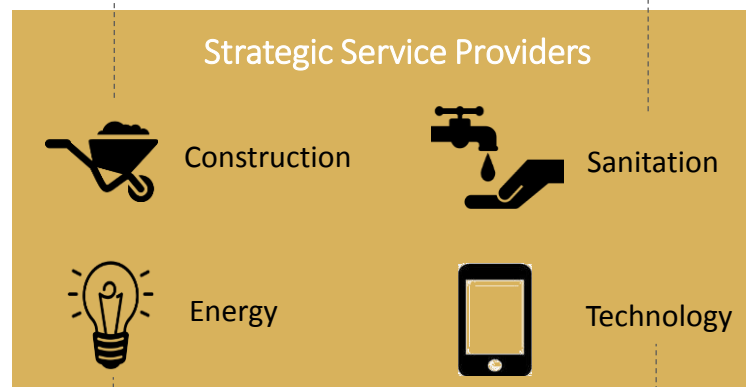 Strategic Service Providers
Construction
Sanitation
Energy
Technology